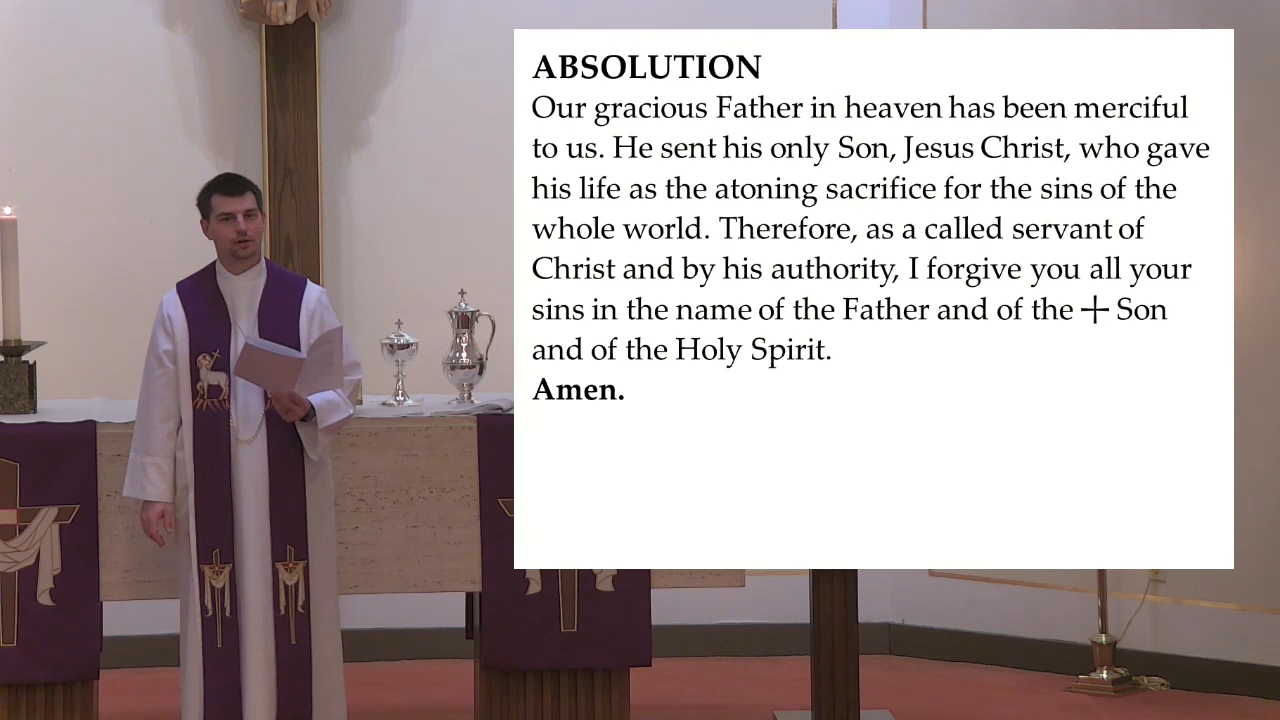 ABSOLUTION
Our gracious Father in heaven has been merciful
to us. He sent his only Son, Jesus Christ, who gave
his life as the atoning sacrifice for the sins of the
whole world. Therefore, as a called servant of
Christ and by his authority, I forgive you all your
sins in the name of the Father and of the ┼ Son
and of the Holy Spirit.
Amen.